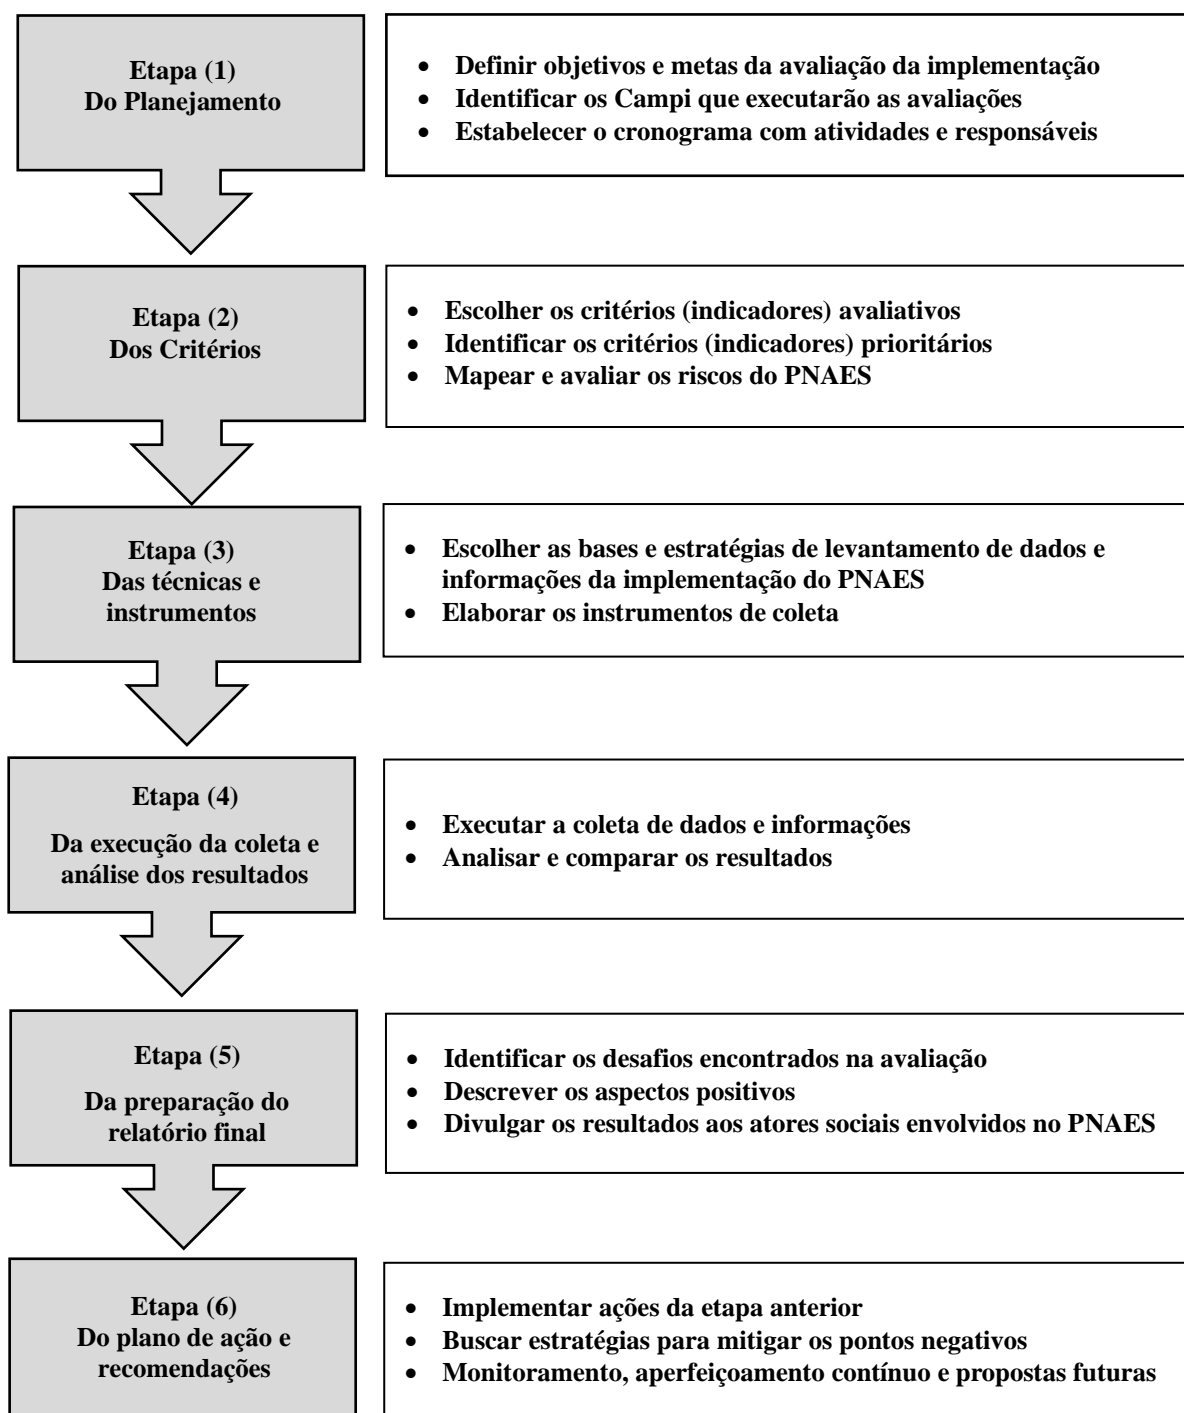 Etapa (1)
Do Planejamento
• Definir objetivos e metas da avaliação da implementação
• Identificar os Campi que executarão as avaliações
• Estabelecer o cronograma com atividades e responsáveis
Etapa (2)
Dos Critérios
• Escolher os critérios (indicadores) avaliativos
• Identificar os critérios (indicadores) prioritários
• Mapear e avaliar os riscos do PNAES
Etapa (3)
Das técnicas e
instrumentos
• Escolher as bases e estratégias de levantamento de dados e
informações da implementação do PNAES
• Elaborar os instrumentos de coleta
Etapa (4)
Da execução da coleta e
análise dos resultados
• Executar a coleta de dados e informações
• Analisar e comparar os resultados
Etapa (5)
Da preparação do
relatório final
• Identificar os desafios encontrados na avaliação
• Descrever os aspectos positivos
• Divulgar os resultados aos atores sociais envolvidos no PNAES
Etapa (6)
Do plano de ação e
recomendações
• Implementar ações da etapa anterior
• Buscar estratégias para mitigar os pontos negativos
• Monitoramento, aperfeiçoamento contínuo e propostas futuras